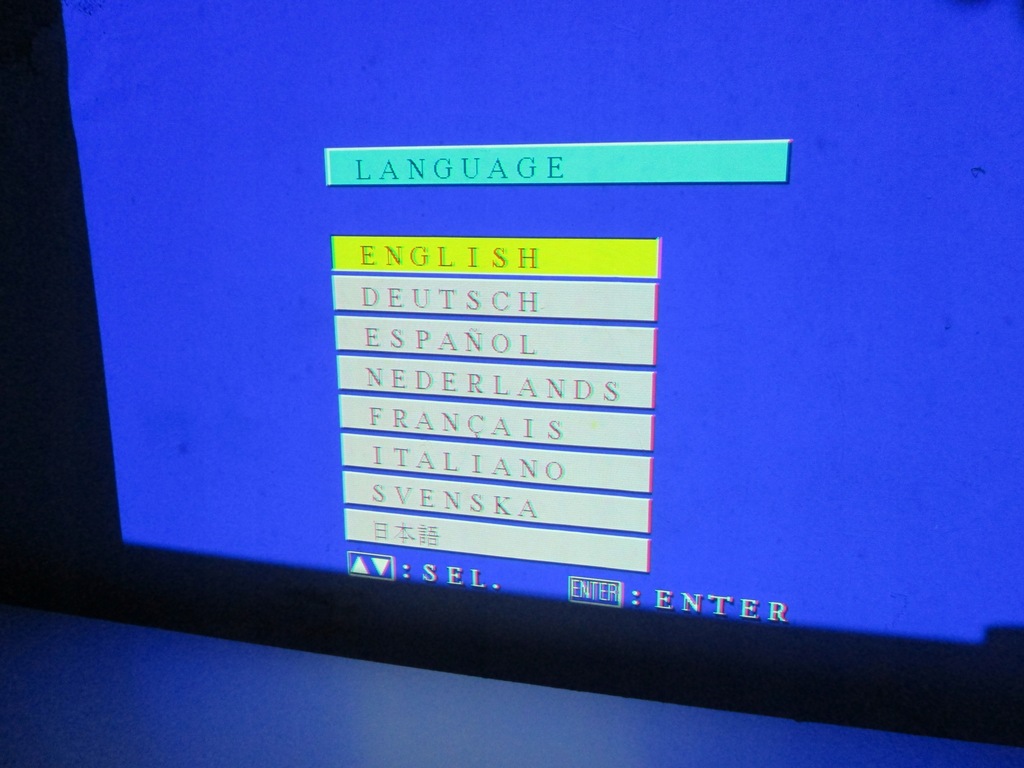 LANGUAGE
ENGLISH
DEUTSCH
ESPAÑOL
NEDERLANDS
FRANÇAIS
ITALIANO
SVENSKA
日本語
▲▼:SEL. ENTER:ENTER